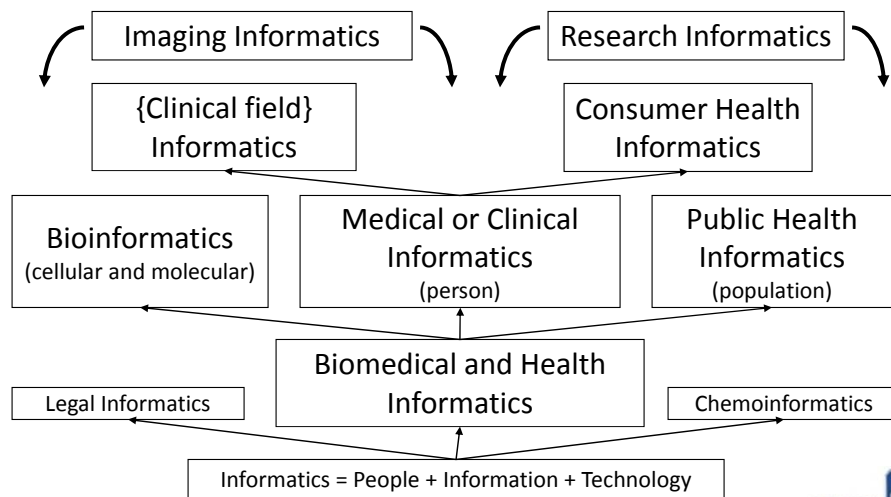 Imaging Informatics
Research Informatics
{Clinical field}
Informatics
Consumer Health
Informatics
Bioinformatics
(cellular and molecular)
Medical or Clinical
Informatics
(person)
Public Health
Informatics
(population)
Biomedical and Health
Informatics
Legal Informatics
Chemoinformatics
Informatics = People + Information + Technology